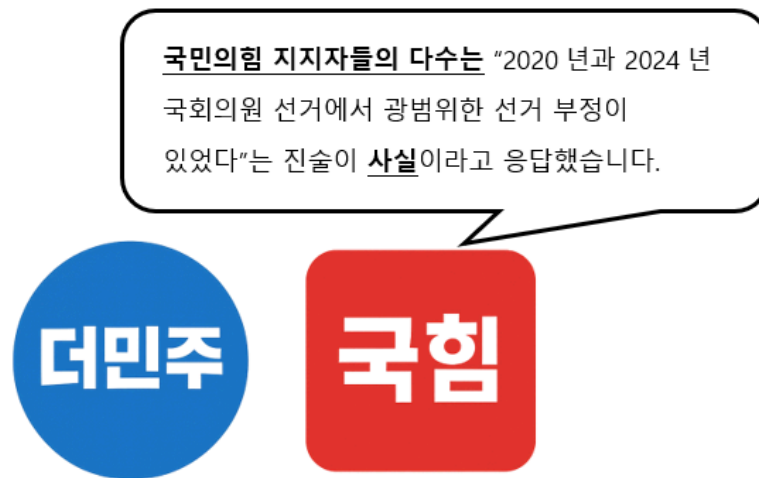 국민의힘 지지자들의 다수는 “2020 년과 2024 년
국회의원 선거에서 광범위한 선거 부정이
있었다”는 진술이 사실이라고 응답했습니다.
더민주
국힘